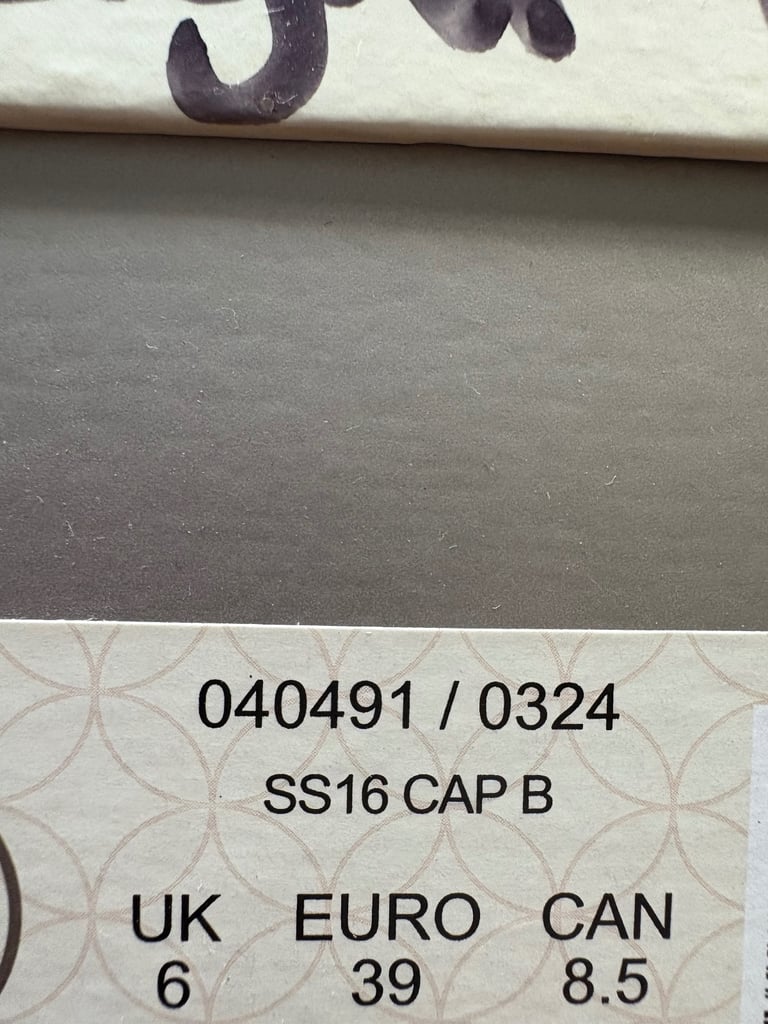 040491 / 0324
SS16 CAP B
UK EURO CAN
6 39 8.5